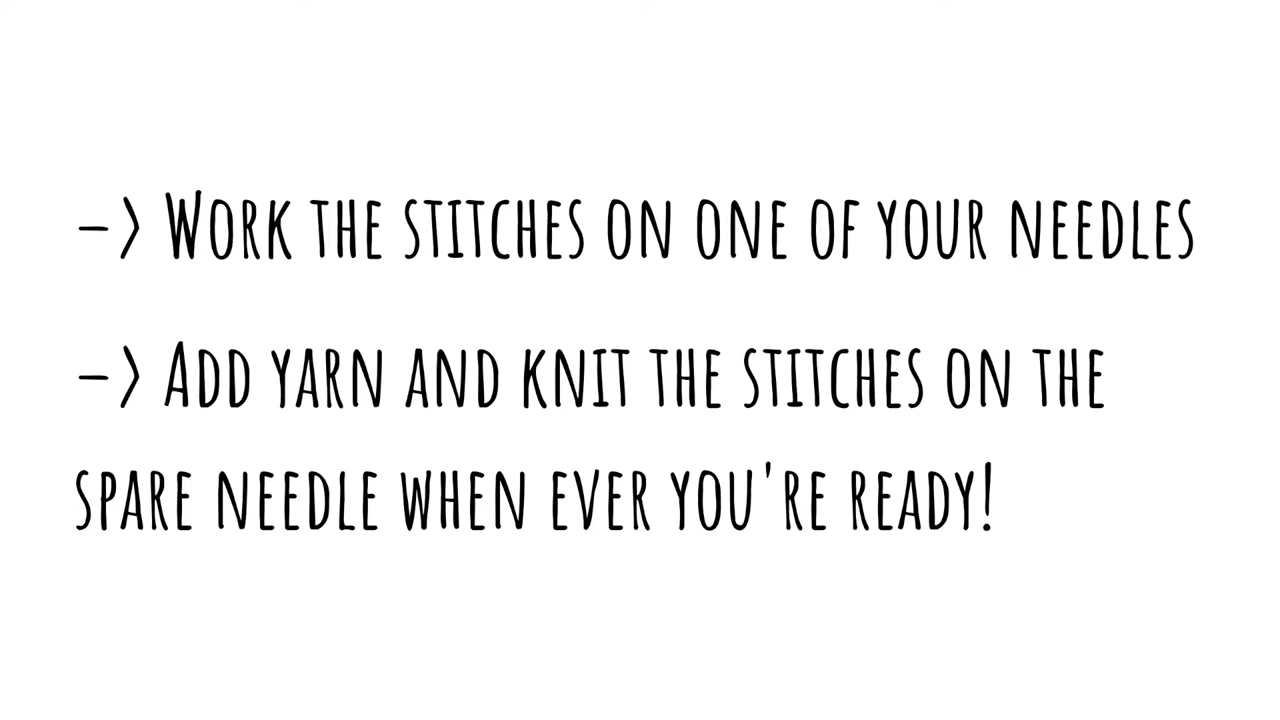 –> Work the stitches on one of your needles
–> Add yarn and knit the stitches on the
spare needle when ever you're ready!